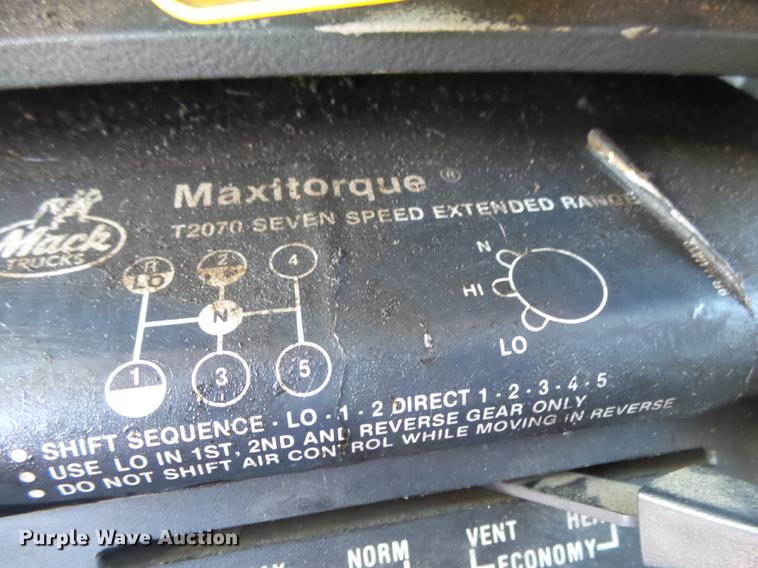 Maxitorque ®
T2070 SEVEN SPEED EXTENDED RANGE
Mack
TRUCKS
R 2 4
LO
N
1 3 5
N
HI
LO
• SHIFT SEQUENCE - LO - 1 - 2 DIRECT 1 - 2 - 3 - 4 - 5
• USE LO IN 1ST, 2ND AND REVERSE GEAR ONLY
• DO NOT SHIFT AIR CONTROL WHILE MOVING IN REVERSE
NORM
VENT
ECONOMY
Purple Wave Auction